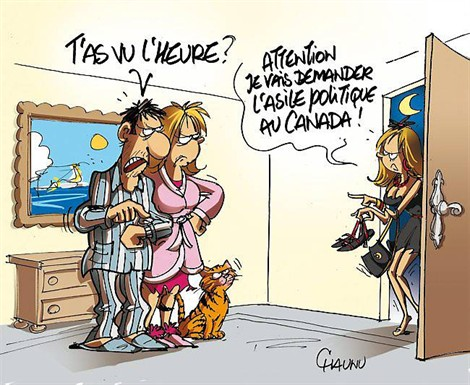 T'AS VU L'HEURE?
ATTENTION
JE VAIS DEMANDER
L'ASILE POLITIQUE
AU CANADA!
CHAUNU